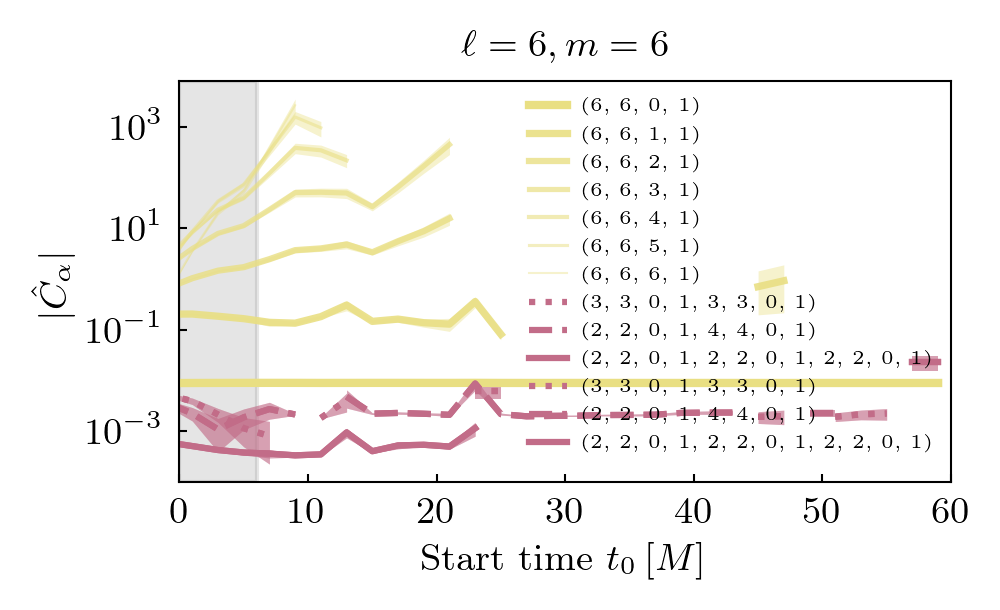 ℓ = 6, m = 6
|Ĉ_α|
10^3
10^1
10^−1
10^−3
(6, 6, 0, 1)
(6, 6, 1, 1)
(6, 6, 2, 1)
(6, 6, 3, 1)
(6, 6, 4, 1)
(6, 6, 5, 1)
(6, 6, 6, 1)
(3, 3, 0, 1, 3, 3, 0, 1)
(2, 2, 0, 1, 4, 4, 0, 1)
(2, 2, 0, 1, 2, 2, 0, 1, 2, 2, 0, 1)
(3, 3, 0, 1, 3, 3, 0, 1)
(2, 2, 0, 1, 4, 4, 0, 1)
(2, 2, 0, 1, 2, 2, 0, 1, 2, 2, 0, 1)
0 10 20 30 40 50 60
Start time t_0 [M]